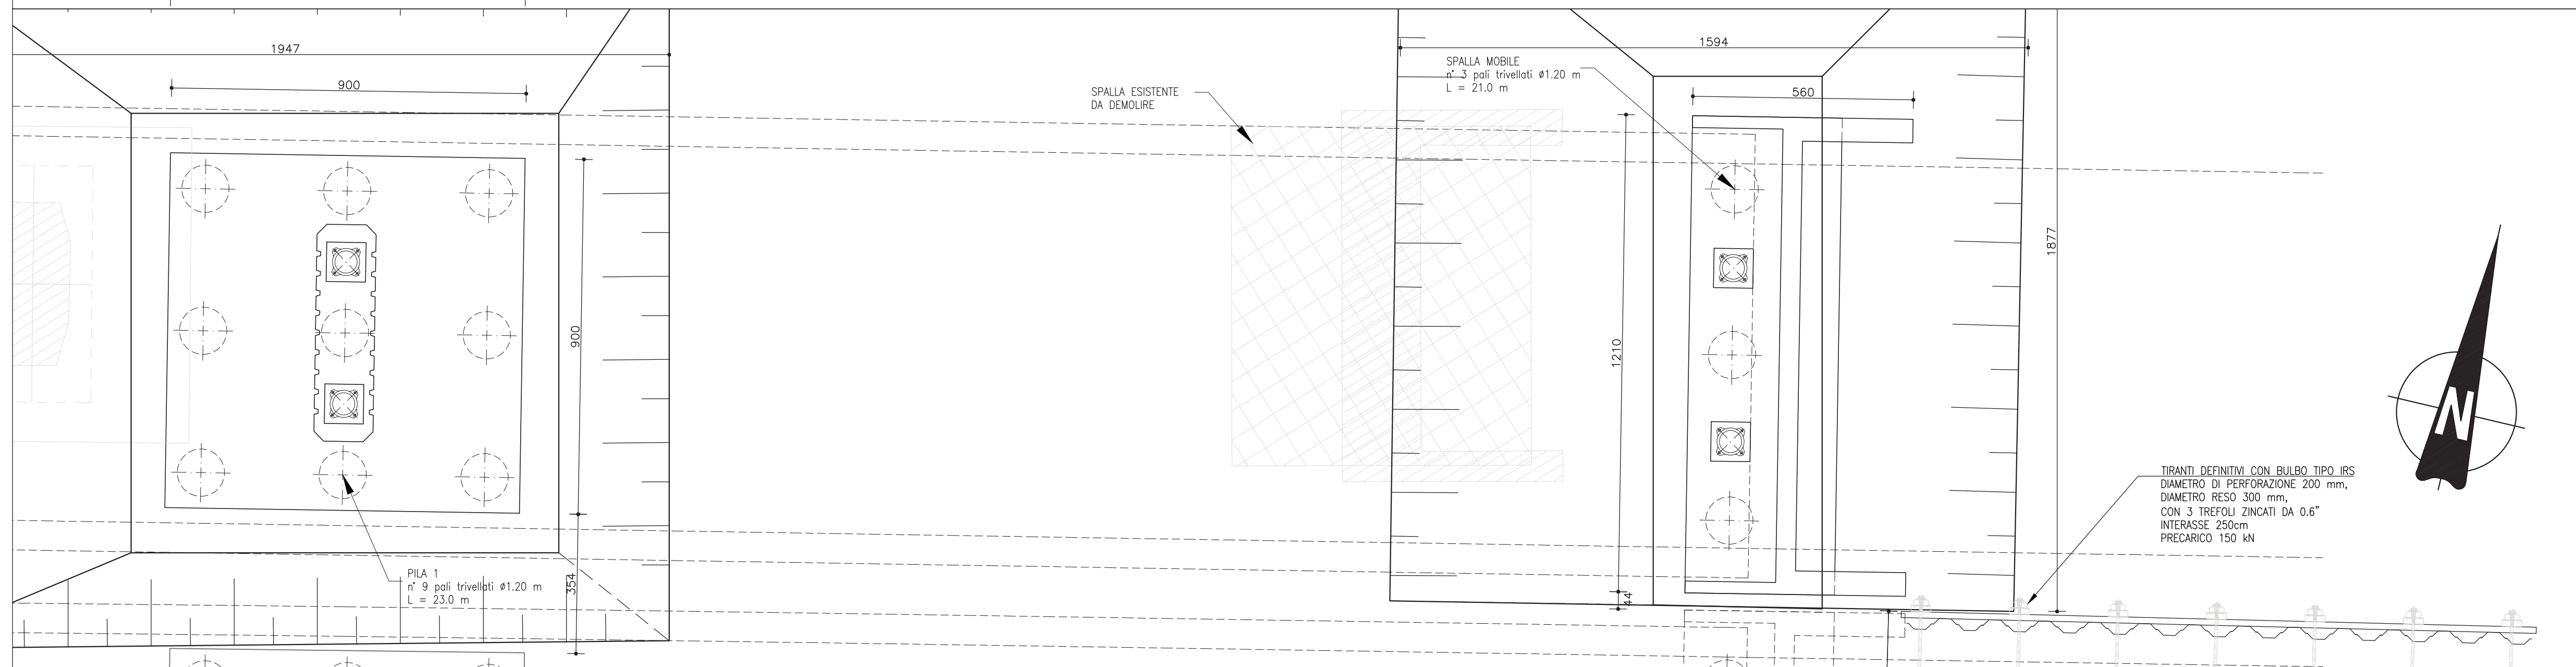 1947
900
SPALLA ESISTENTE
DA DEMOLIRE
SPALLA MOBILE
n° 3 pali trivellati ø1.20 m
L = 21.0 m
1594
560
1877
900
1210
N
354
44
PILA 1
n° 9 pali trivellati ø1.20 m
L = 23.0 m
TIRANTI DEFINITIVI CON BULBO TIPO IRS
DIAMETRO DI PERFORAZIONE 200 mm,
DIAMETRO RESO 300 mm,
CON 3 TREFOLI ZINCATI DA 0.6"
INTERASSE 250cm
PRECARICO 150 kN